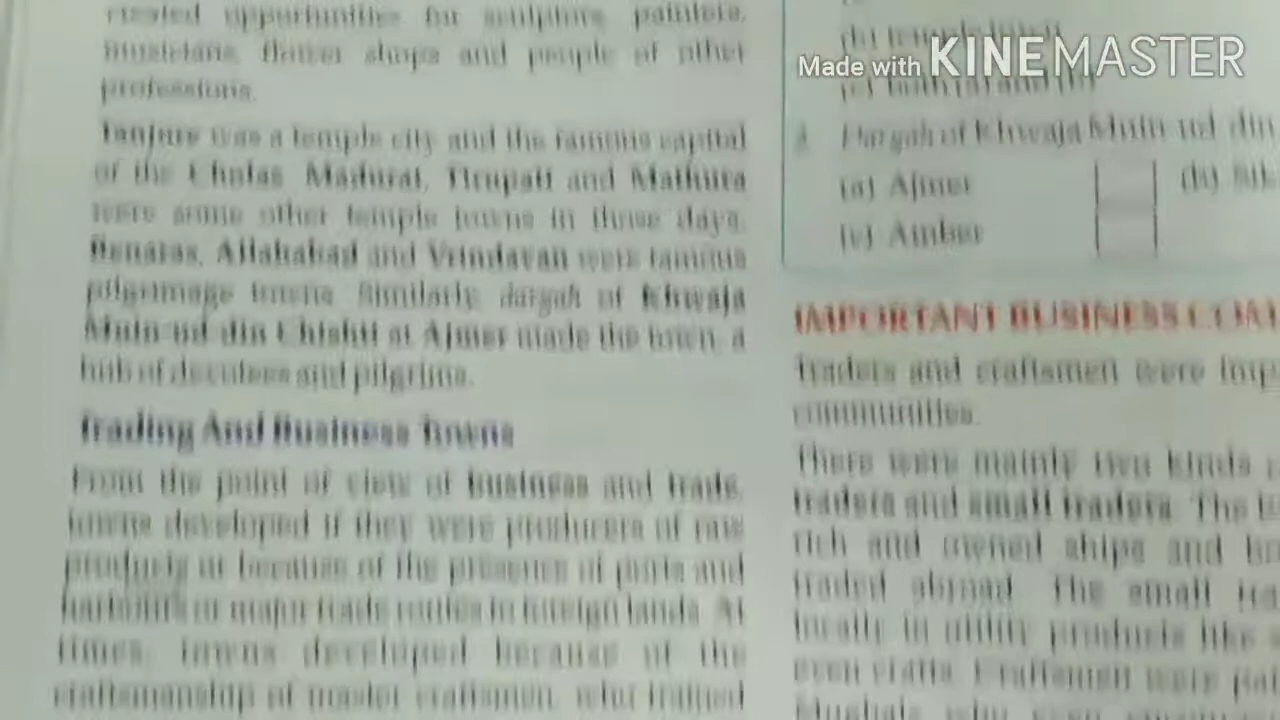 created opportunities for sculptors, painters,
musicians, flower shops and people of other
professions.
Tanjore was a temple city and the famous capital
of the Cholas. Madurai, Tirupati and Mathura
were some other temple towns in those days.
Benaras, Allahabad and Vrindavan were famous
pilgrimage towns. Similarly, dargah of Khwaja
Muin-ud-din Chishti at Ajmer made the town, a
hub of devotees and pilgrims.
Trading And Business Towns
From the point of view of business and trade,
towns developed if they were producers of raw
products or because of the presence of ports and
harbours or major trade routes to foreign lands. At
times, towns developed because of the
craftsmanship of master craftsmen, who trained
Made with KINEMASTER
(c) both (a) and (b)
Dargah of Khwaja Muin-ud-din
(a) Ajmer
(b)
(c) Amber
IMPORTANT BUSINESS
Traders and craftsmen were
communities.
There were mainly two kinds
traders and small traders. The
rich and owned ships and
traded abroad. The small
locally in utility products like
even crafts. Craftsmen were
Mughals who even